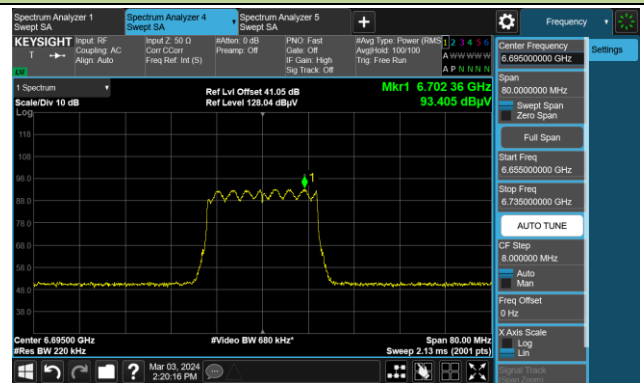 Spectrum Analyzer 1
Swept SA
Spectrum Analyzer 4
Swept SA
Spectrum Analyzer 5
Swept SA
Frequency
KEYSIGHT
T
LXI
Input: RF
Coupling: AC
Align: Auto
Input Z: 50 Ω
Corr CCorr
Freq Ref: Int (S)
#Atten: 0 dB
Preamp: Off
PNO: Fast
Gate: Off
IF Gain: High
Sig Track: Off
#Avg Type: Power (RMS
Avg|Hold: 100/100
Trig: Free Run
1 2 3 4 5 6
A W W W W W
A P N N N N
1 Spectrum
Scale/Div 10 dB
Log
Ref Lvl Offset 41.05 dB
Ref Level 128.04 dBµV
Mkr1 6.702 36 GHz
93.405 dBµV
118
108
98.0
88.0
78.0
68.0
58.0
48.0
38.0
1
Center 6.69500 GHz
#Res BW 220 kHz
#Video BW 680 kHz*
Span 80.00 MHz
Sweep 2.13 ms (2001 pts)
Mar 03, 2024
2:20:16 PM
Center Frequency
6.695000000 GHz
Span
80.0000000 MHz
Swept Span
Zero Span
Full Span
Start Freq
6.655000000 GHz
Stop Freq
6.735000000 GHz
AUTO TUNE
CF Step
8.000000 MHz
Auto
Man
Freq Offset
0 Hz
X Axis Scale
Log
Lin
Signal Track
(Span Zoom)
Settings